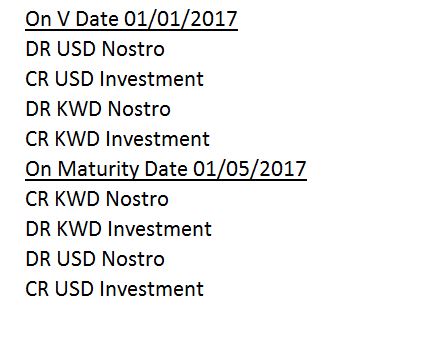 On V Date 01/01/2017
DR USD Nostro
CR USD Investment
DR KWD Nostro
CR KWD Investment
On Maturity Date 01/05/2017
CR KWD Nostro
DR KWD Investment
DR USD Nostro
CR USD Investment